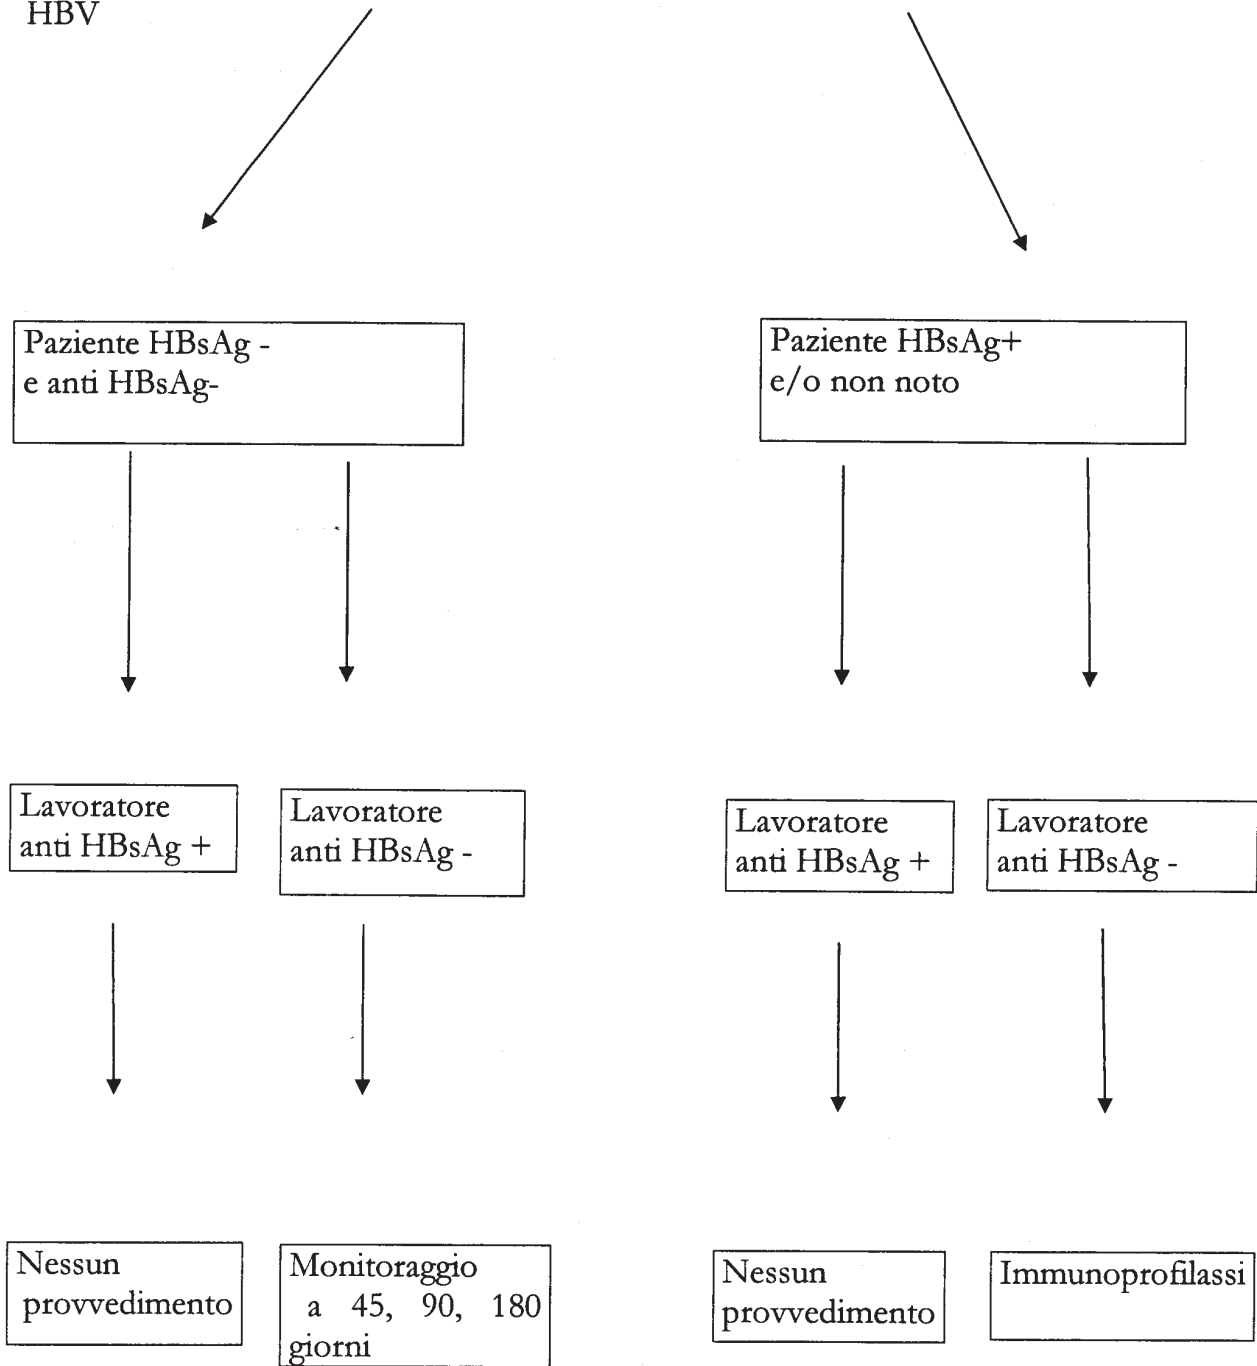 HBV
Paziente HBsAg -
e anti HBsAg-
Paziente HBsAg+
e/o non noto
Lavoratore
anti HBsAg +
Lavoratore
anti HBsAg -
Lavoratore
anti HBsAg +
Lavoratore
anti HBsAg -
Nessun
provvedimento
Monitoraggio
a 45, 90, 180
giorni
Nessun
provvedimento
Immunoprofilassi